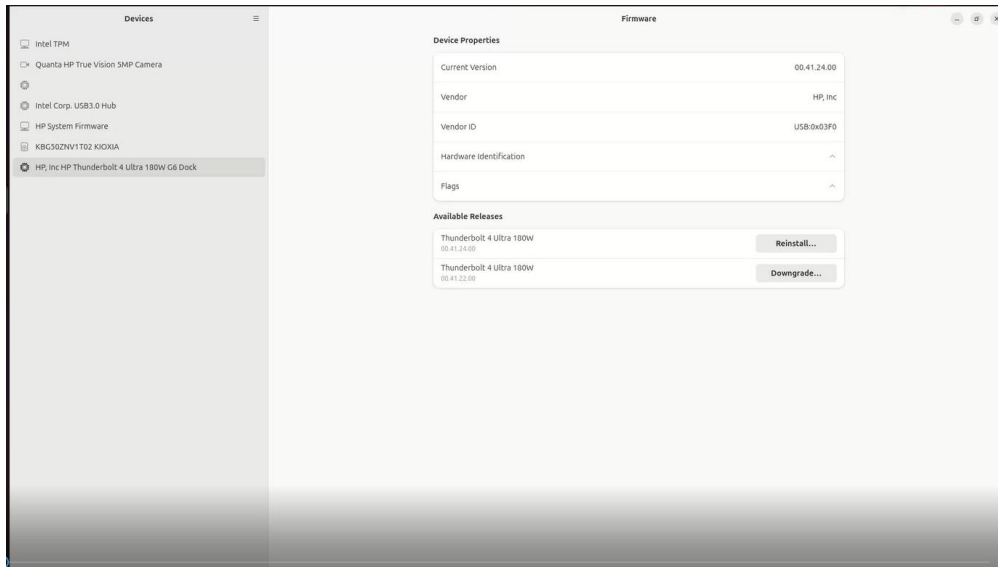 Devices
Intel TPM
Quanta HP True Vision 5MP Camera
Intel Corp. USB3.0 Hub
HP System Firmware
KBG50ZNV1T02 KIOXIA
HP, Inc HP Thunderbolt 4 Ultra 180W G6 Dock
Firmware
Device Properties
Current Version 00.41.24.00
Vendor HP, Inc
Vendor ID USB:0x03F0
Hardware Identification
Flags
Available Releases
Thunderbolt 4 Ultra 180W
00.41.24.00
Reinstall...
Thunderbolt 4 Ultra 180W
00.41.22.00
Downgrade...